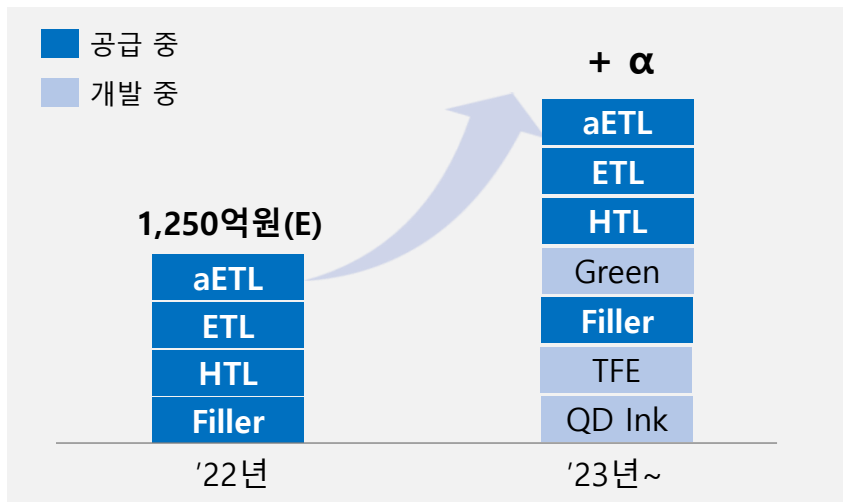 공급 중
개발 중
1,250억원(E)
aETL
ETL
HTL
Filler
’22년
+ α
aETL
ETL
HTL
Green
Filler
TFE
QD Ink
’23년~